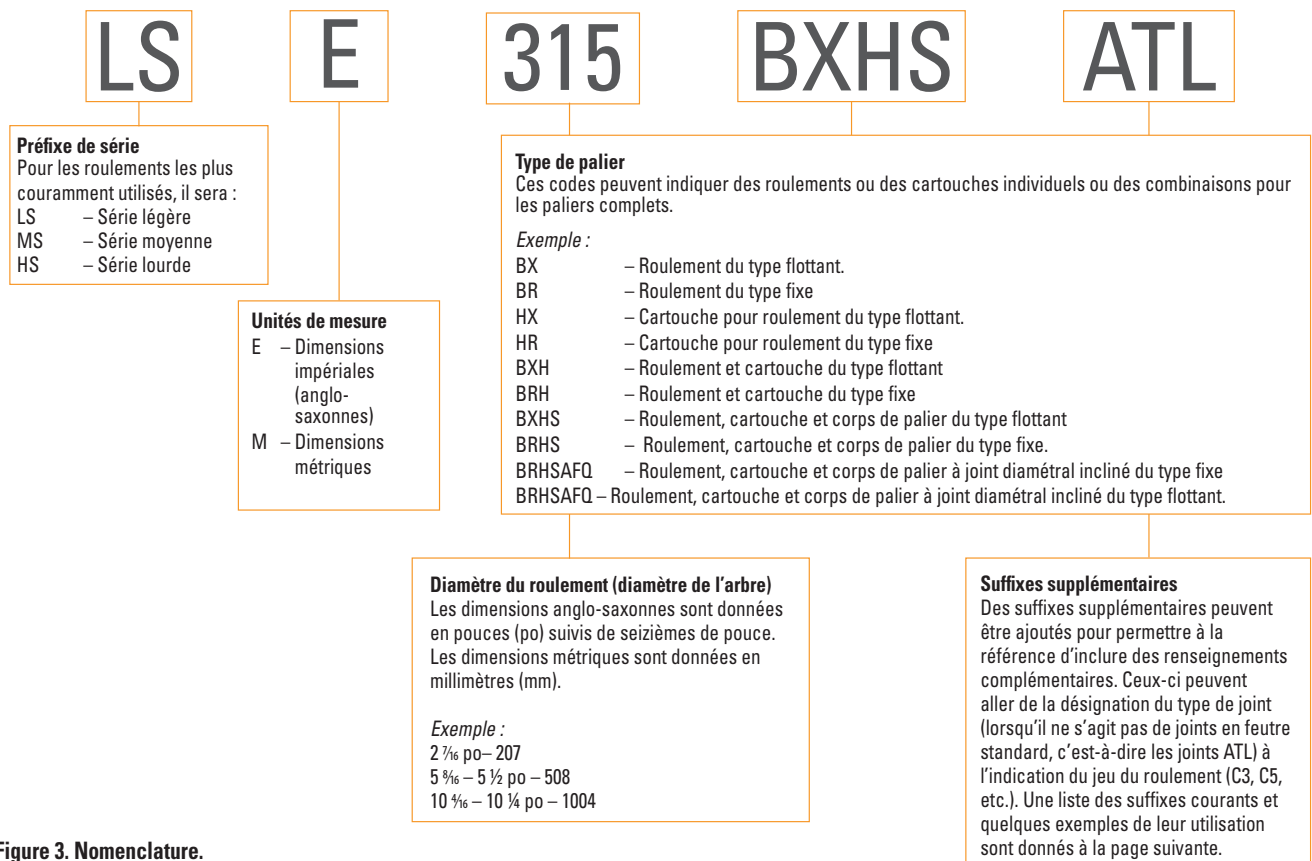 LS E 315 BXHS ATL
Préfixe de série
Pour les roulements les plus
couramment utilisés, il sera :
LS – Série légère
MS – Série moyenne
HS – Série lourde
Unités de mesure
E – Dimensions
impériales
(anglo-
saxonnes)
M – Dimensions
métriques
Type de palier
Ces codes peuvent indiquer des roulements ou des cartouches individuels ou des combinaisons pour
les paliers complets.
Exemple :
BX – Roulement du type flottant.
BR – Roulement du type fixe
HX – Cartouche pour roulement du type flottant.
HR – Cartouche pour roulement du type fixe
BXH – Roulement et cartouche du type flottant
BRH – Roulement et cartouche du type fixe
BXHS – Roulement, cartouche et corps de palier du type flottant
BRHS – Roulement, cartouche et corps de palier du type fixe.
BRHSAFQ – Roulement, cartouche et corps de palier à joint diamétral incliné du type fixe
BRHSAFQ – Roulement, cartouche et corps de palier à joint diamétral incliné du type flottant.
Diamètre du roulement (diamètre de l’arbre)
Les dimensions anglo-saxonnes sont données
en pouces (po) suivis de seizièmes de pouce.
Les dimensions métriques sont données en
millimètres (mm).
Exemple :
2 7⁄16 po– 207
5 8⁄16 – 5 ½ po – 508
10 4⁄16 – 10 ¼ po – 1004
Suffixes supplémentaires
Des suffixes supplémentaires peuvent
être ajoutés pour permettre à la
référence d’inclure des renseignements
complémentaires. Ceux-ci peuvent
aller de la désignation du type de joint
(lorsqu’il ne s’agit pas de joints en feutre
standard, c’est-à-dire les joints ATL) à
l’indication du jeu du roulement (C3, C5,
etc.). Une liste des suffixes courants et
quelques exemples de leur utilisation
sont donnés à la page suivante.
Figure 3. Nomenclature.